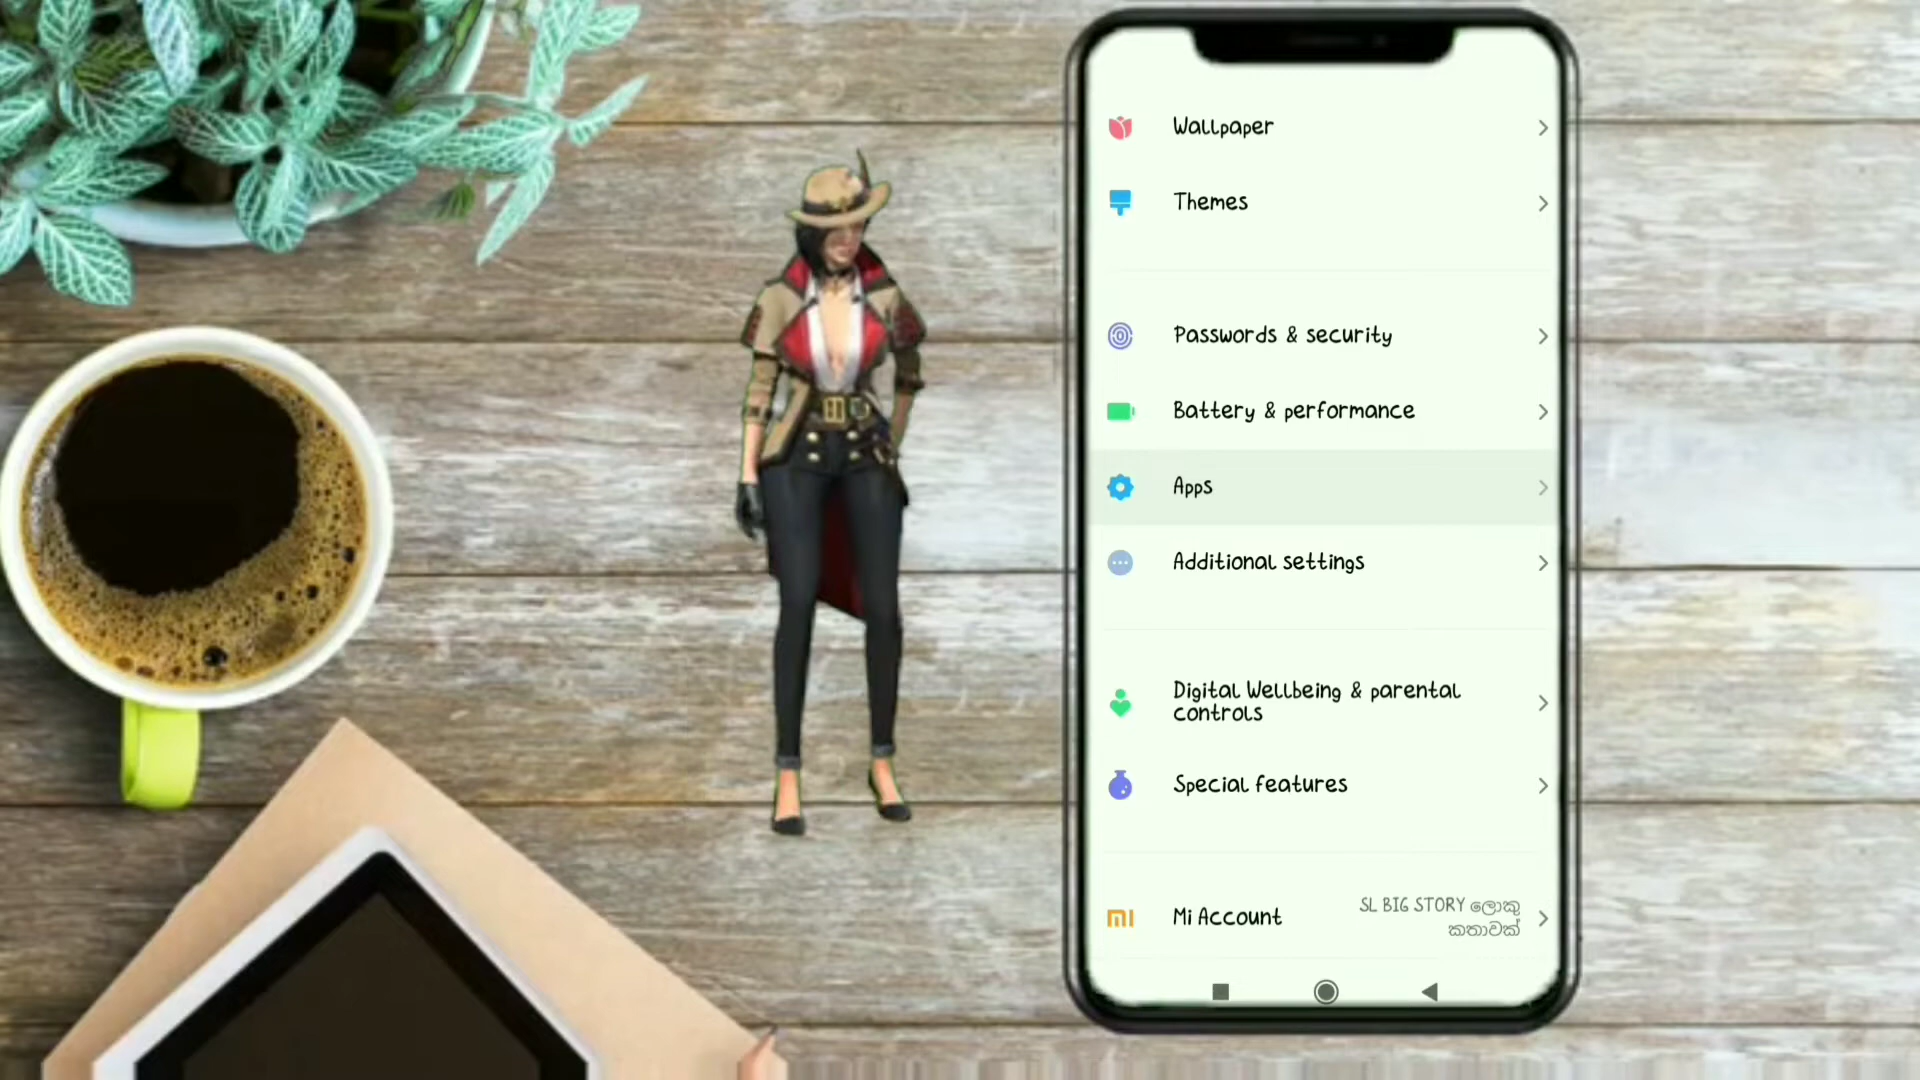 Wallpaper
Themes
Passwords & security
Battery & performance
Apps
Additional settings
Digital Wellbeing & parental
controls
Special features
Mi Account
SL BIG STORY ලොකු
කතාවක්